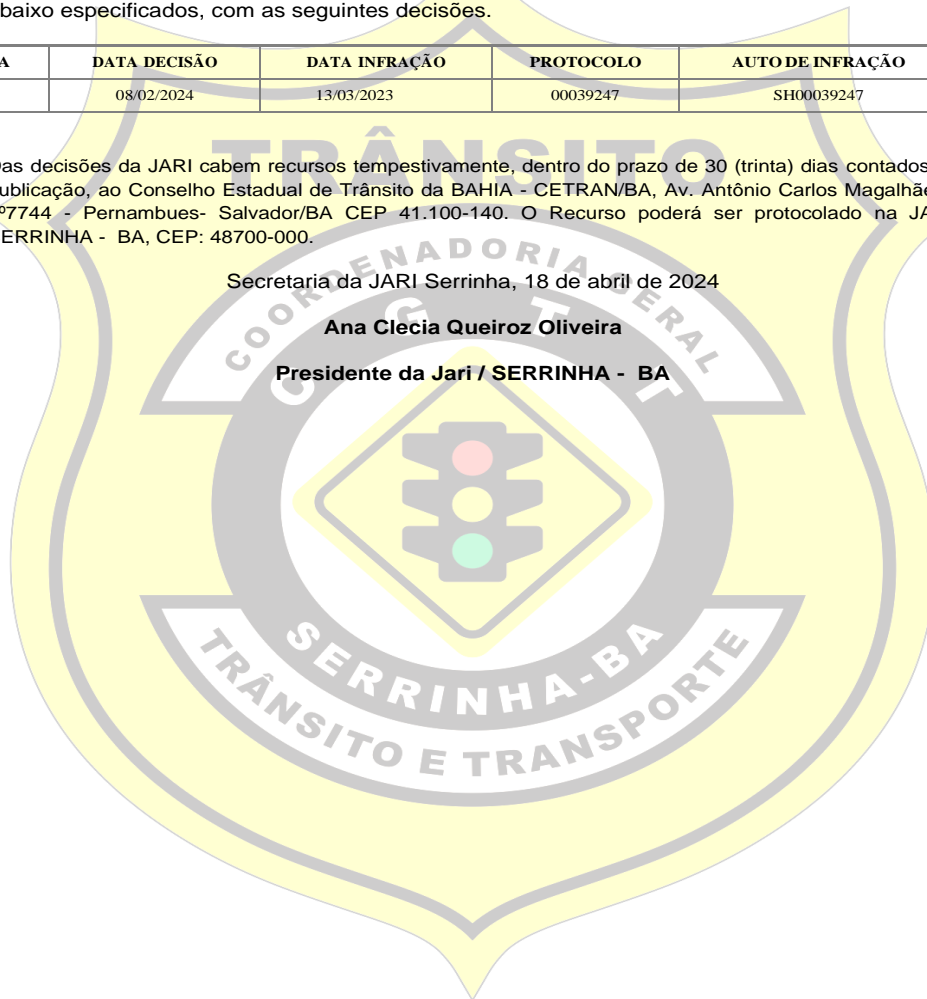 baixo especificados, com as seguintes decisões.
A DATA DECISÃO DATA INFRAÇÃO PROTOCOLO AUTO DE INFRAÇÃO
08/02/2024 13/03/2023 00039247 SH00039247
TRÂNSITO
as decisões da JARI cabem recursos tempestivamente, dentro do prazo de 30 (trinta) dias contados
ublicação, ao Conselho Estadual de Trânsito da BAHIA - CETRAN/BA, Av. Antônio Carlos Magalhãe
º7744 - Pernambues- Salvador/BA CEP 41.100-140. O Recurso poderá ser protocolado na JA
ERRINHA - BA, CEP: 48700-000.
Secretaria da JARI Serrinha, 18 de abril de 2024
Ana Clecia Queiroz Oliveira
Presidente da Jari / SERRINHA - BA
COORDENADORIA GERAL
C G T T
SERRINHA-BA
TRÂNSITO E TRANSPORTE